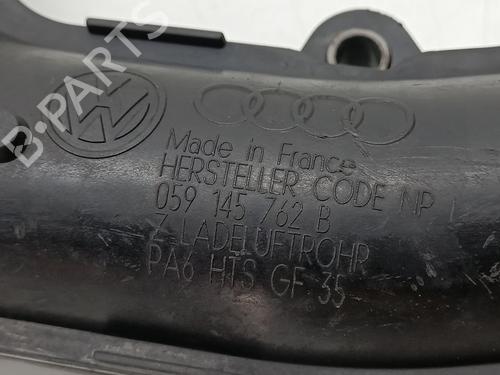 B-PARTS
Made in France
HERSTELLER CODE NP L
059 145 762 B
Z-LADELUFTROHR
PA6 HTS GF 35